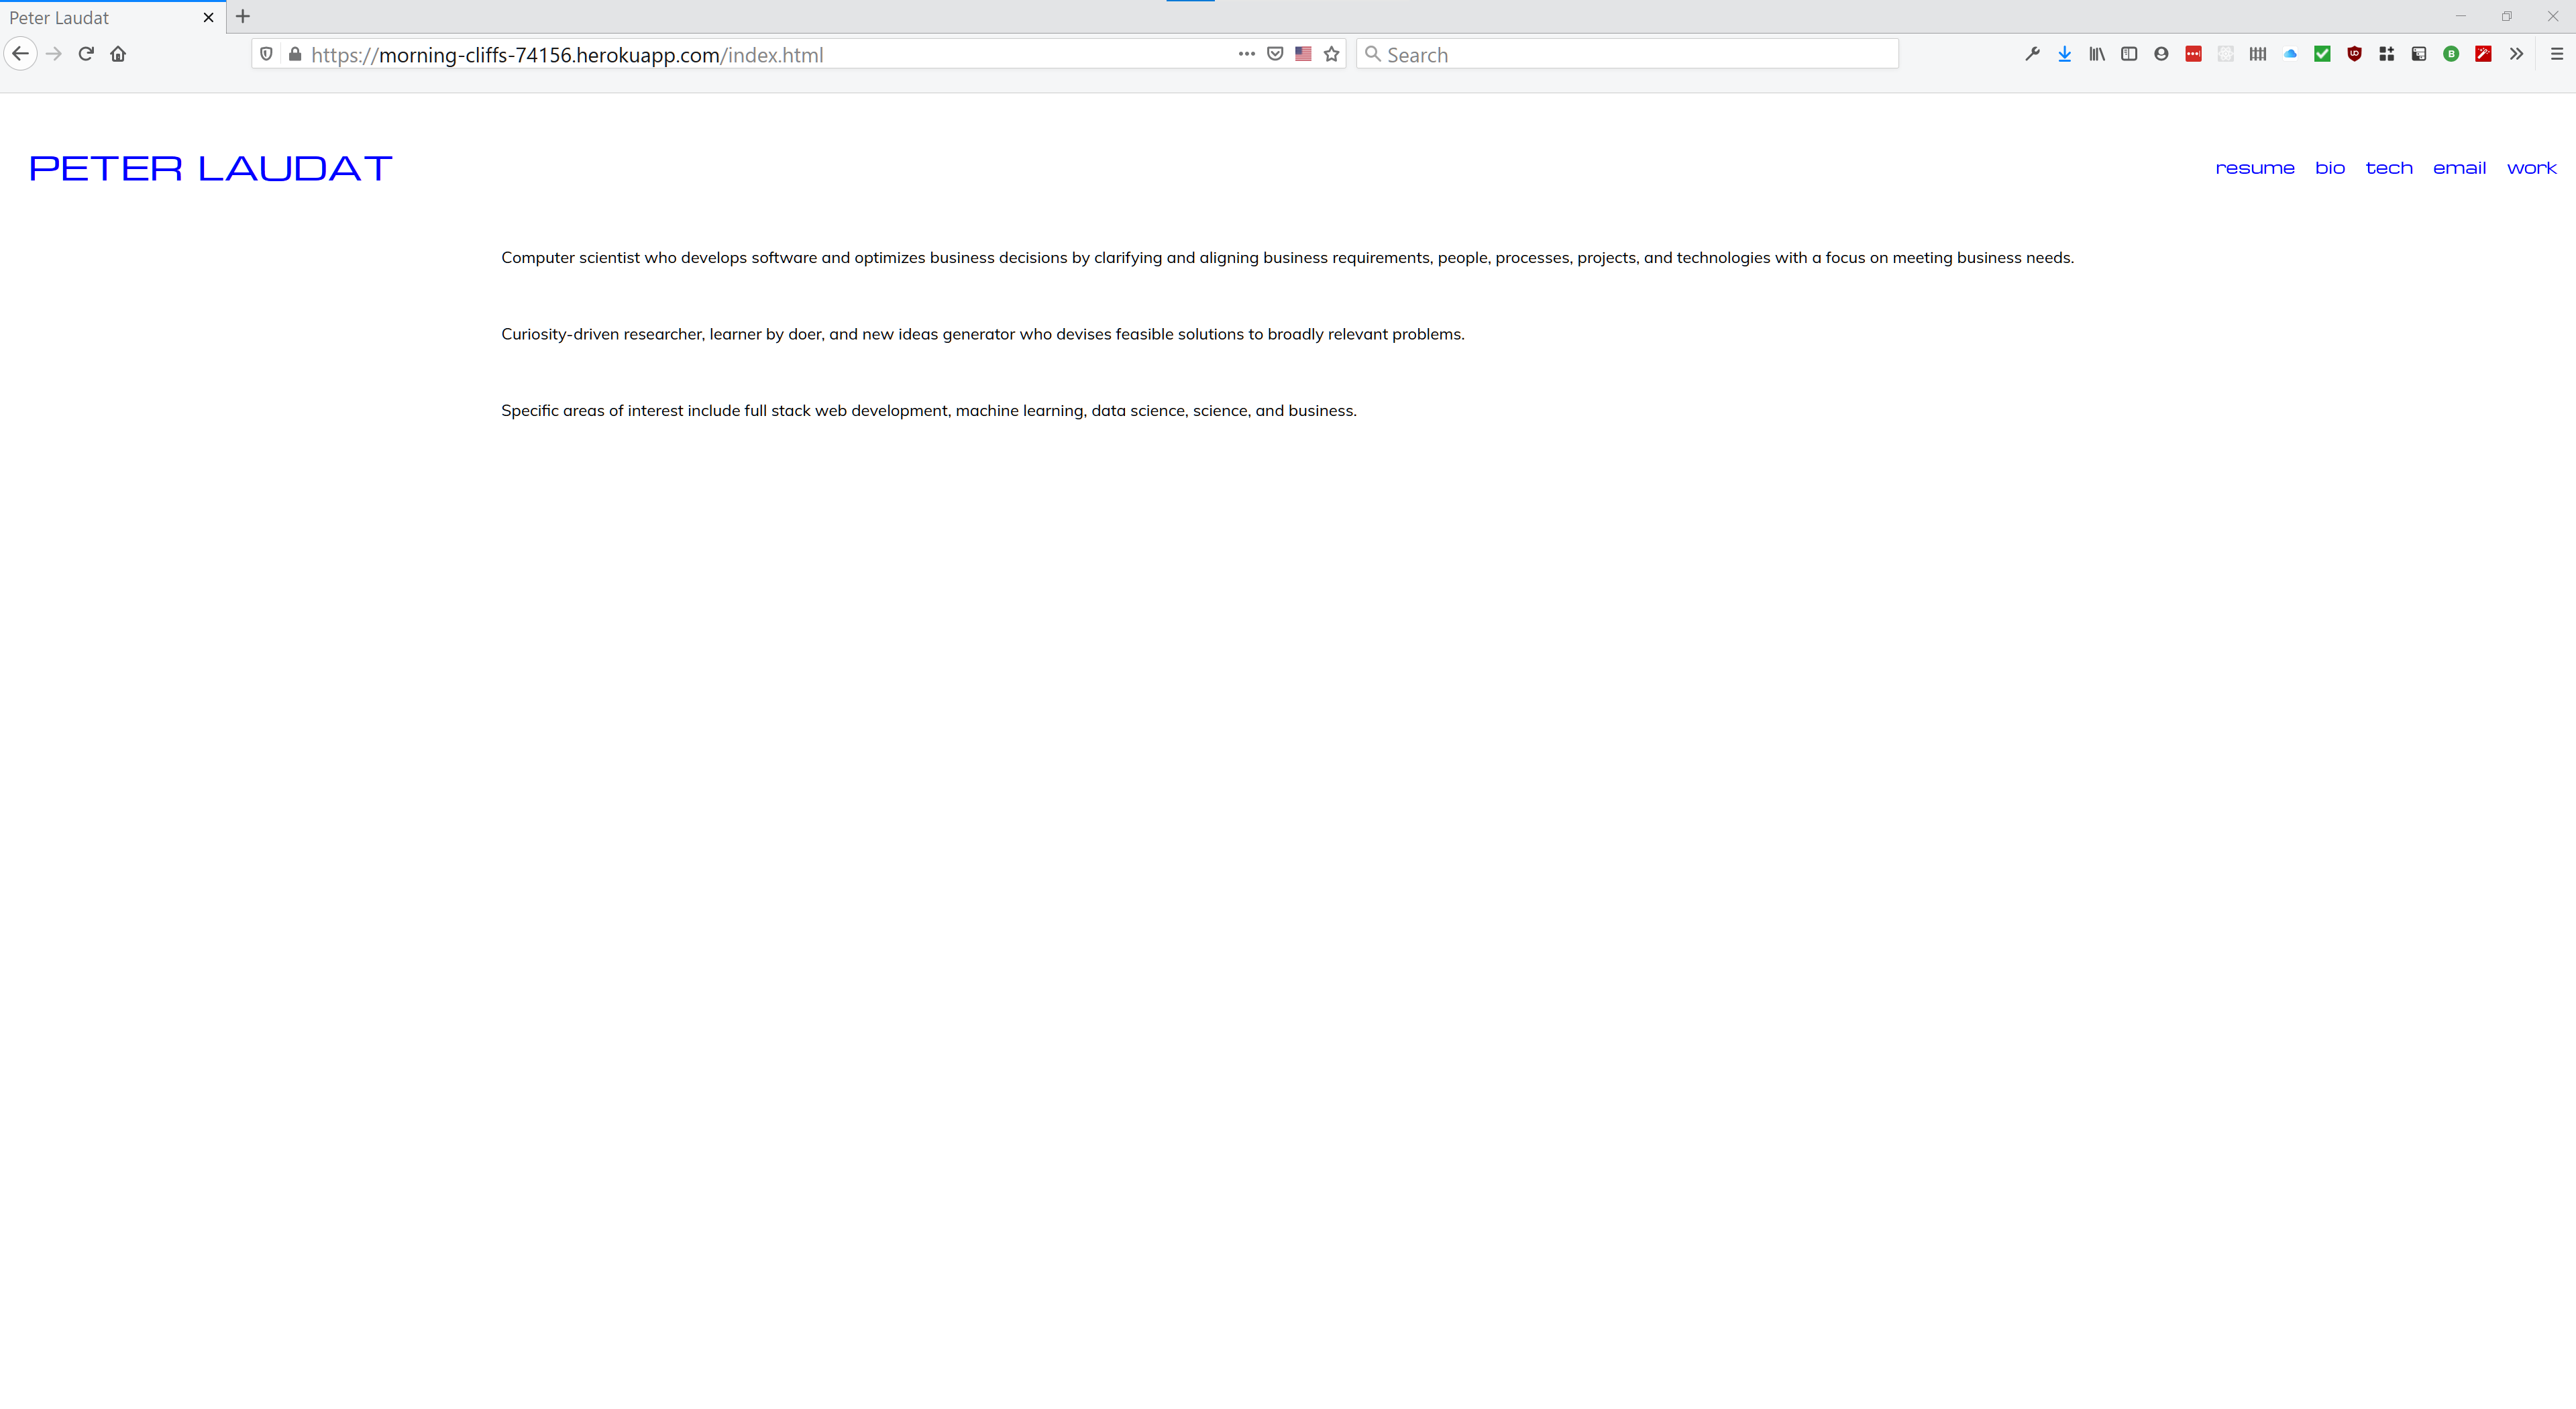 Peter Laudat
https://morning-cliffs-74156.herokuapp.com/index.html
Search
PETER LAUDAT
resume bio tech email work
Computer scientist who develops software and optimizes business decisions by clarifying and aligning business requirements, people, processes, projects, and technologies with a focus on meeting business needs.
Curiosity-driven researcher, learner by doer, and new ideas generator who devises feasible solutions to broadly relevant problems.
Specific areas of interest include full stack web development, machine learning, data science, science, and business.